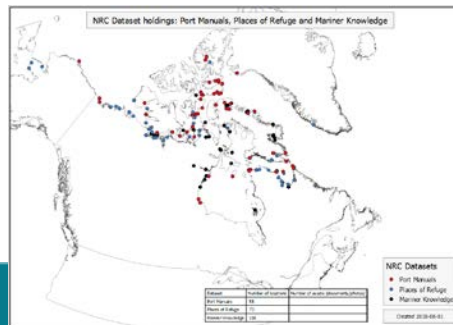 NRC Dataset holdings: Port Manuals, Places of Refuge and Mariner Knowledge
NRC Datasets
Port Manuals
Places of Refuge
Mariner Knowledge
Dataset Number of locations Number of assets (documents/photos)
Port Manuals
Places of Refuge
Mariner Knowledge